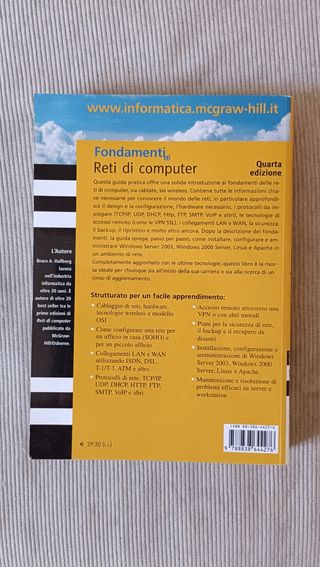 www.informatica.mcgraw-hill.it
Fondamenti di
Reti di computer
Quarta
edizione
Questa guida pratica offre una solida introduzione ai fondamenti delle re-
ti di computer, sia cablate, sia wireless. Contiene tutte le informazioni chia-
ve necessarie per conoscere il mondo delle reti, in particolare approfondi-
sce il design e la configurazione, l'hardware necessario, i protocolli da im-
piegare (TCP/IP, UDP, DHCP, http, FTP, SMTP, VoIP e altri), le tecnologie di
accesso remoto (come le VPN SSL), i collegamenti LAN e WAN, la sicurezza,
il backup, il ripristino e molto altro ancora. Dopo la descrizione dei fonda-
menti, la guida spiega, passo per passo, come installare, configurare e am-
ministrare Windows Server 2003, Windows 2000 Server, Linux e Apache in
un ambiente di rete.
Completamente aggiornato con le ultime tecnologie, questo libro è la risor-
sa ideale per chiunque sia all'inizio della sua carriera o sia alla ricerca di un
corso di aggiornamento.
L'Autore
Bruce A. Hallberg
lavora
nell'industria
informatica da
oltre 20 anni. È
autore di oltre 20
best seller tra le
prime edizioni di
Reti di computer
pubblicate da
McGraw-
Hill/Osborne.
Strutturato per un facile apprendimento:
• Cablaggio di reti, hardware,
tecnologie wireless e modello
OSI
• Come configurare una rete per
un ufficio in casa (SOHO) e per
un piccolo ufficio
• Collegamenti LAN and WAN
utilizzando ISDN, DSL,
T-1/T-3, ATM e altro
• Protocolli di rete: TCP/IP,
UDP, DHCP, HTTP, FTP,
SMTP, VoIP e altri
• Accesso remoto attraverso una
VPN o con altri metodi
• Piani per la sicurezza di rete,
il backup e il recupero da
disastri
• Installazione, configurazione e
amministrazione di Windows
Server 2003, Windows 2000
Server, Linux e Apache
• Manutenzione e risoluzione di
problemi efficaci su server e
workstation
€ 29,50 (i.i.)
ISBN 88-386-4427-6
9 788838 644276